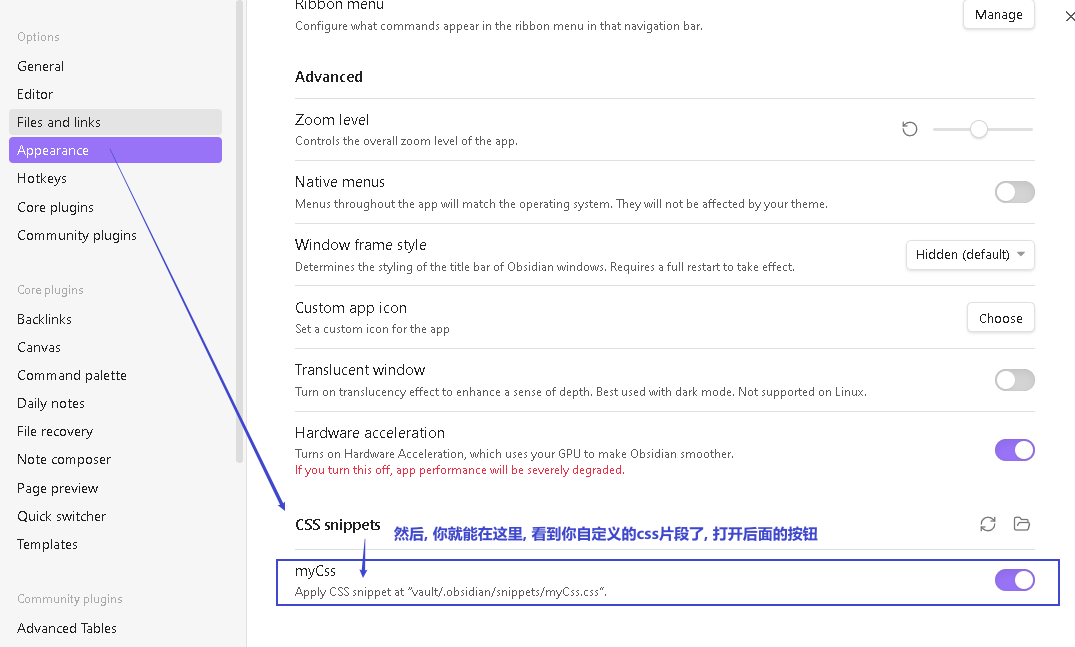 Options
General
Editor
Files and links
Appearance
Hotkeys
Core plugins
Community plugins
Core plugins
Backlinks
Canvas
Command palette
Daily notes
File recovery
Note composer
Page preview
Quick switcher
Templates
Community plugins
Advanced Tables
Ribbon menu
Configure what commands appear in the ribbon menu in that navigation bar.
Manage
Advanced
Zoom level
Controls the overall zoom level of the app.
Native menus
Menus throughout the app will match the operating system. They will not be affected by your theme.
Window frame style
Determines the styling of the title bar of Obsidian windows. Requires a full restart to take effect.
Hidden (default)
Custom app icon
Set a custom icon for the app
Choose
Translucent window
Turn on translucency effect to enhance a sense of depth. Best used with dark mode. Not supported on Linux.
Hardware acceleration
Turns on Hardware Acceleration, which uses your GPU to make Obsidian smoother.
If you turn this off, app performance will be severely degraded.
CSS snippets
然后, 你就能在这里, 看到你自定义的css片段了, 打开后面的按钮
myCss
Apply CSS snippet at “vault/.obsidian/snippets/myCss.css”.